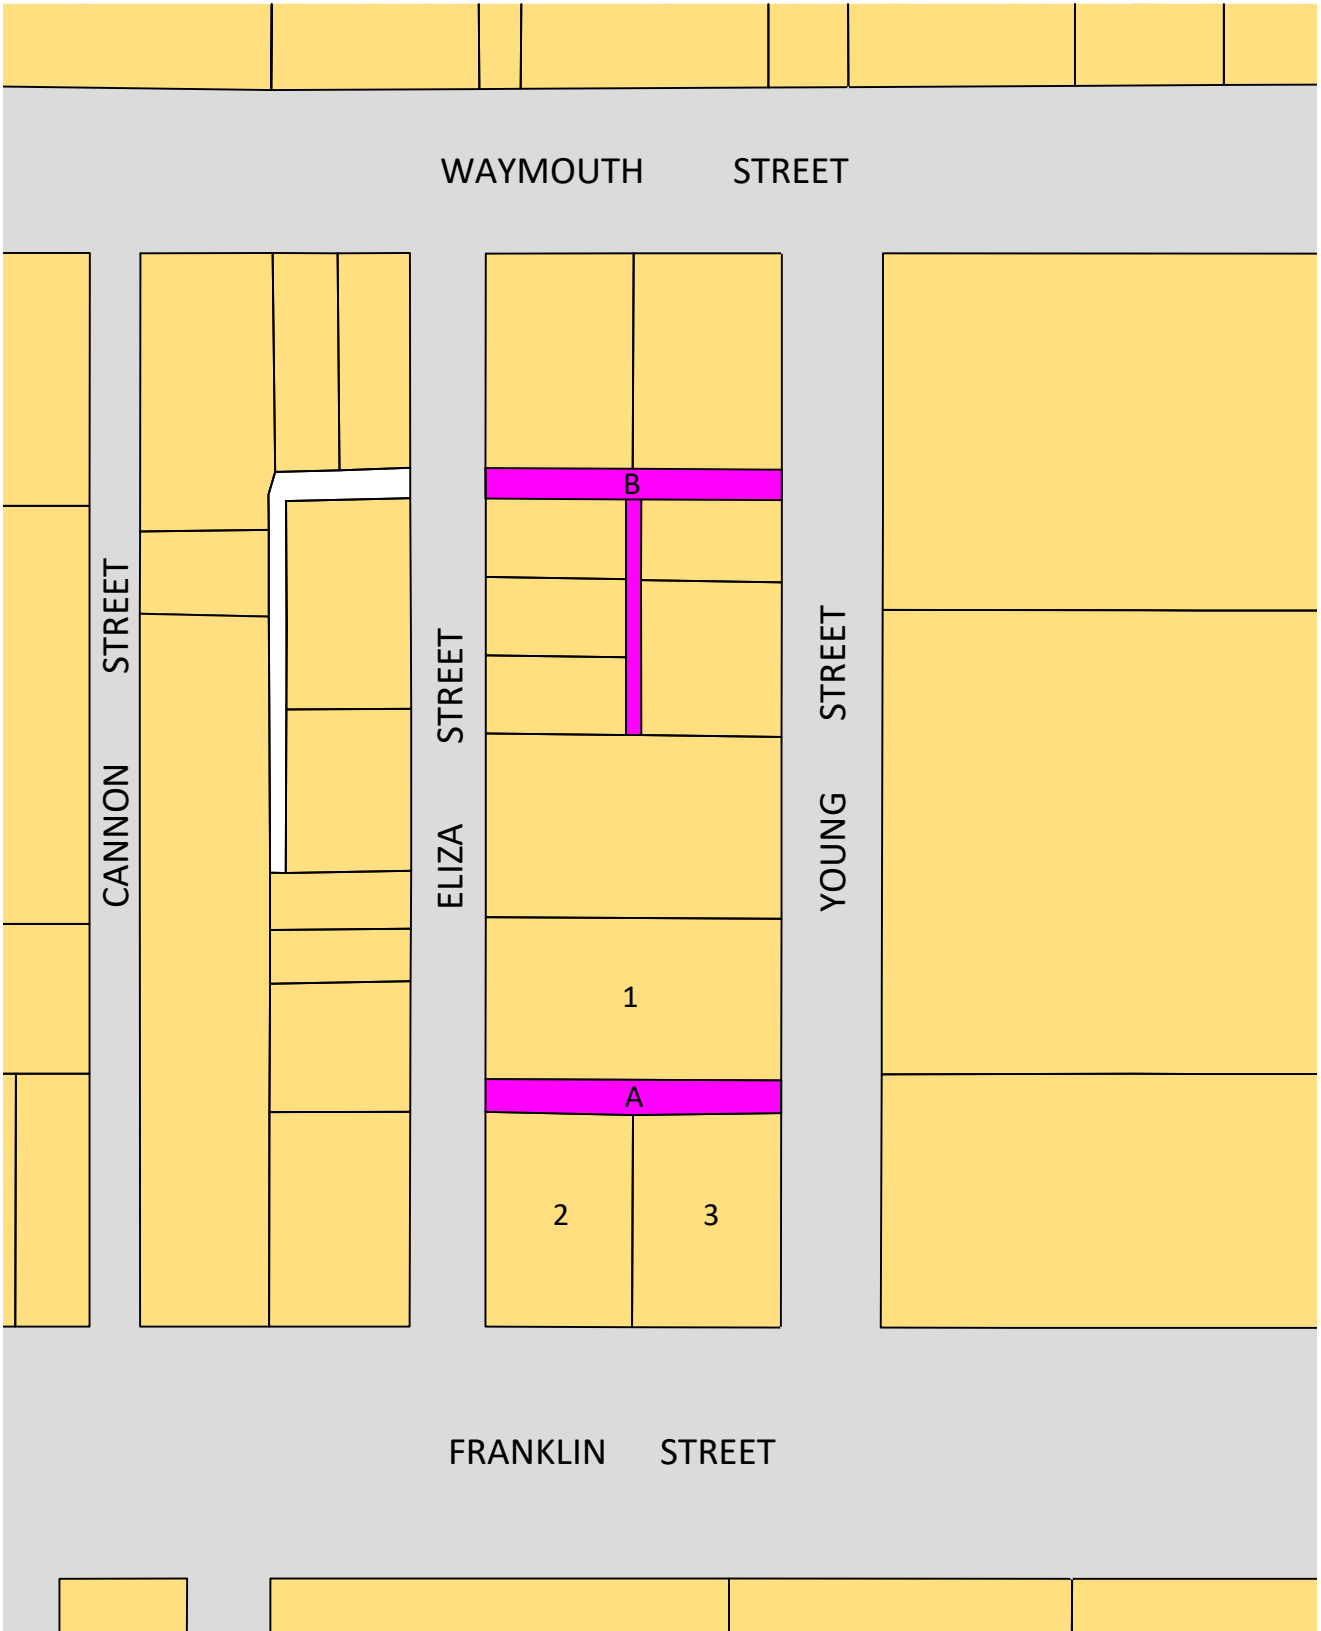 WAYMOUTH STREET
B
CANNON STREET
ELIZA STREET
YOUNG STREET
1
A
2 3
FRANKLIN STREET